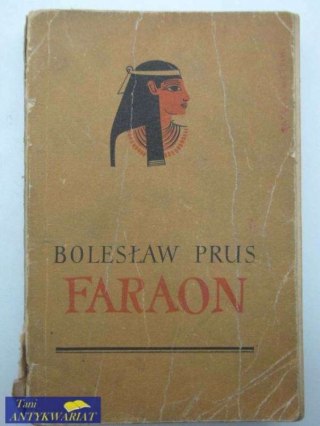 BOLESŁAW PRUS
FARAON
Tani
ANTYKWARIAT